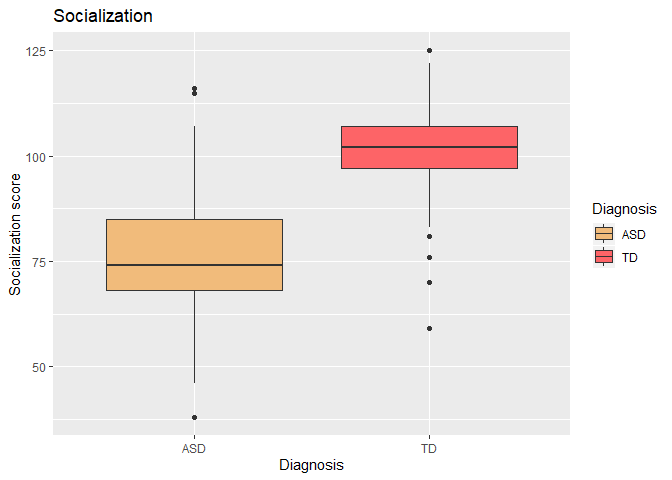 Socialization
125
100
75
50
Socialization score
ASD
TD
Diagnosis
Diagnosis
ASD
TD